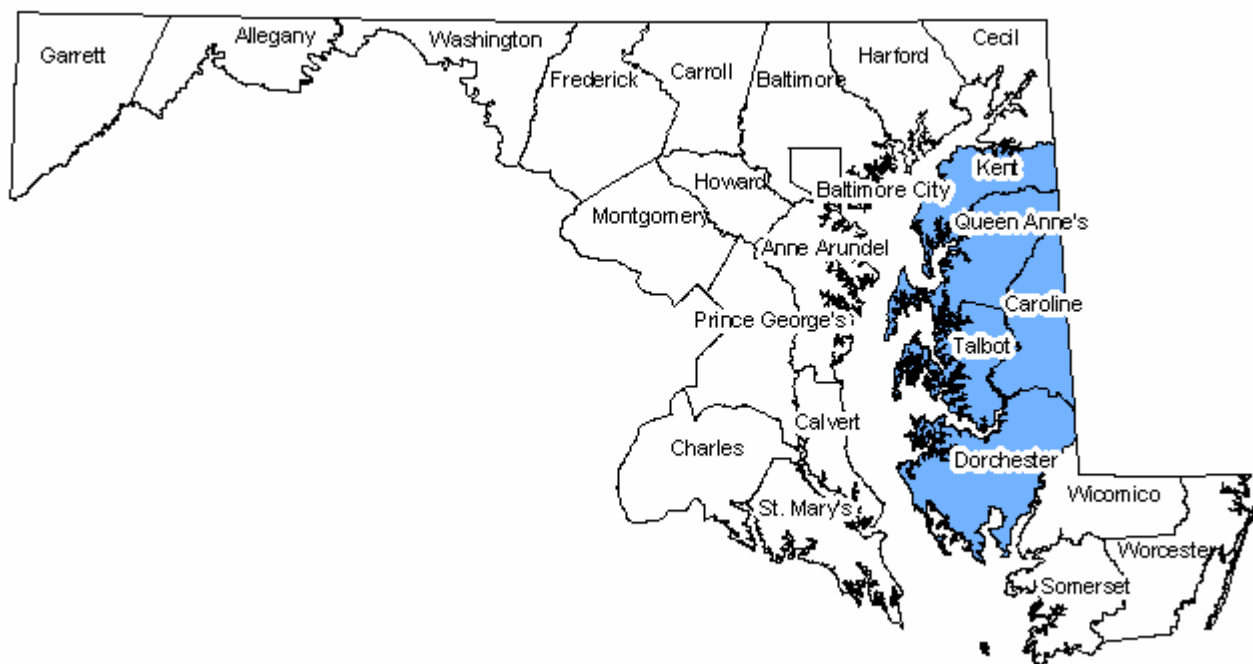 Garrett
Allegany
Washington
Frederick
Carroll
Baltimore
Harford
Cecil
Kent
Howard
Baltimore City
Montgomery
Queen Anne's
Anne Arundel
Caroline
Prince George's
Talbot
Calvert
Charles
Dorchester
St. Mary's
Wicomico
Worcester
Somerset